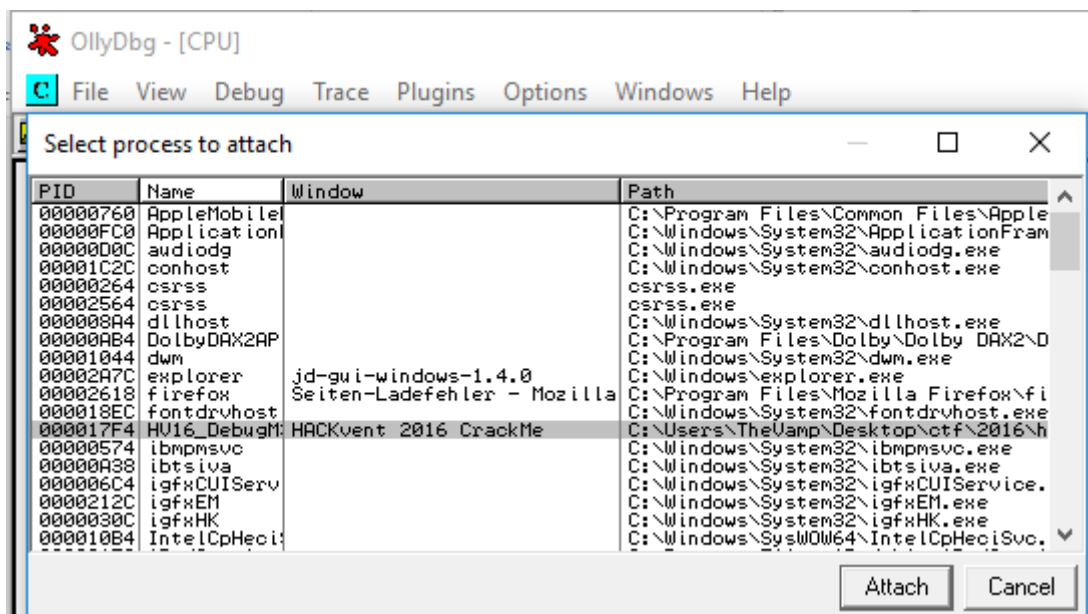 OllyDbg - [CPU]
C File View Debug Trace Plugins Options Windows Help
Select process to attach
PID Name Window Path
00000760 AppleMobile C:\Program Files\Common Files\Apple
00000FC0 Application C:\Windows\System32\ApplicationFram
00000D0C audiodg C:\Windows\System32\audiodg.exe
00001C2C conhost C:\Windows\System32\conhost.exe
00000264 csrss csrss.exe
00002564 csrss csrss.exe
000008A4 dllhost C:\Windows\System32\dllhost.exe
00000AB4 DolbyDAX2AP C:\Program Files\Dolby\Dolby DAX2\D
00001044 dwm C:\Windows\System32\dwm.exe
00002A7C explorer jd-gui-windows-1.4.0 C:\Windows\explorer.exe
00002618 firefox Seiten-Ladefehler - Mozilla C:\Program Files\Mozilla Firefox\fi
000018EC fontdrvhost C:\Windows\System32\fontdrvhost.exe
000017F4 HV16_DebugM HACKvent 2016 CrackMe C:\Users\TheVamp\Desktop\ctf\2016\h
00000574 ibmpmsvc C:\Windows\System32\ibmpmsvc.exe
00000A38 ibtsiva C:\Windows\System32\ibtsiva.exe
000006C4 igfxCUIServ C:\Windows\System32\igfxCUIService.
0000212C igfxEM C:\Windows\System32\igfxEM.exe
0000030C igfxHK C:\Windows\System32\igfxHK.exe
000010B4 IntelCpHeci C:\Windows\SysWOW64\IntelCpHeciSvc.
Attach Cancel